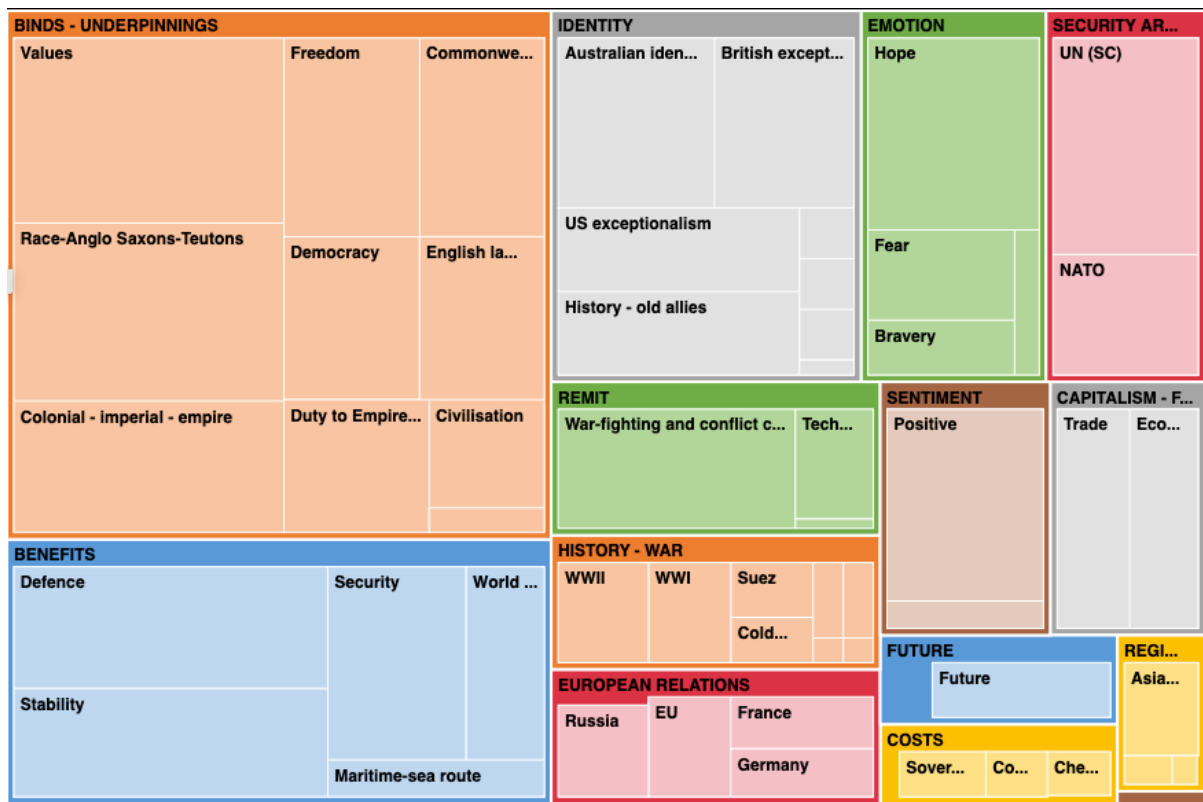 BINDS - UNDERPINNINGS
Values
Freedom
Commonwe...
Race-Anglo Saxons-Teutons
Democracy
English la...
Colonial - imperial - empire
Duty to Empire...
Civilisation
BENEFITS
Defence
Security
World ...
Stability
Maritime-sea route
IDENTITY
Australian iden...
British except...
US exceptionalism
History - old allies
EMOTION
Hope
Fear
Bravery
SECURITY AR...
UN (SC)
NATO
REMIT
War-fighting and conflict c...
Tech...
SENTIMENT
Positive
CAPITALISM - F...
Trade
Eco...
HISTORY - WAR
WWII
WWI
Suez
Cold...
EUROPEAN RELATIONS
Russia
EU
France
Germany
FUTURE
Future
REGI...
Asia...
COSTS
Sover...
Co...
Che...